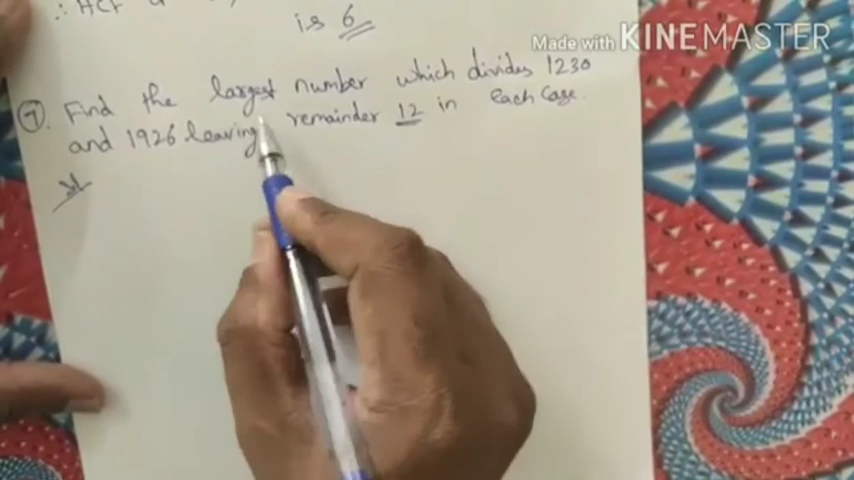 ∴ HCF
is 6
Made with KINEMASTER
7. Find the largest number which divides 1230
and 1926 leaving remainder 12 in each case.